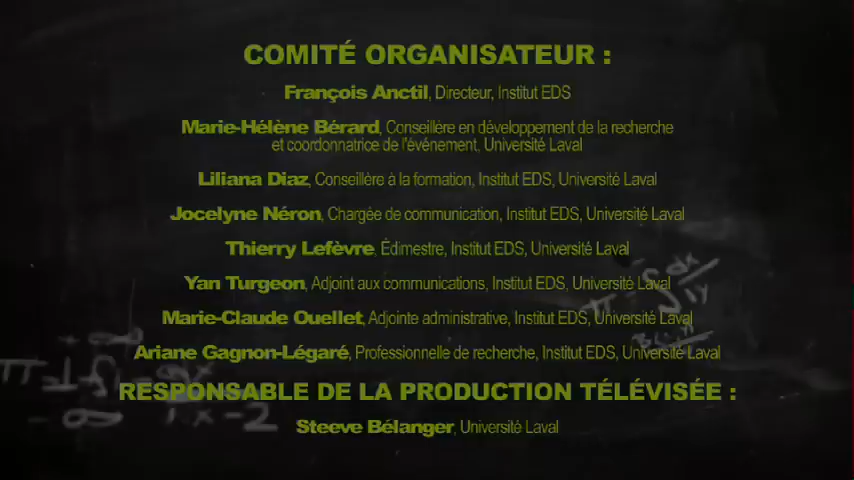 COMITÉ ORGANISATEUR :
François Anctil, Directeur, Institut EDS
Marie-Hélène Bérard, Conseillère en développement de la recherche
et coordonnatrice de l'événement, Université Laval
Liliana Diaz, Conseillère à la formation, Institut EDS, Université Laval
Jocelyne Néron, Chargée de communication, Institut EDS, Université Laval
Thierry Lefèvre, Édimestre, Institut EDS, Université Laval
Yan Turgeon, Adjoint aux communications, Institut EDS, Université Laval
Marie-Claude Ouellet, Adjointe administrative, Institut EDS, Université Laval
Ariane Gagnon-Légaré, Professionnelle de recherche, Institut EDS, Université Laval
RESPONSABLE DE LA PRODUCTION TÉLÉVISÉE :
Steeve Bélanger, Université Laval